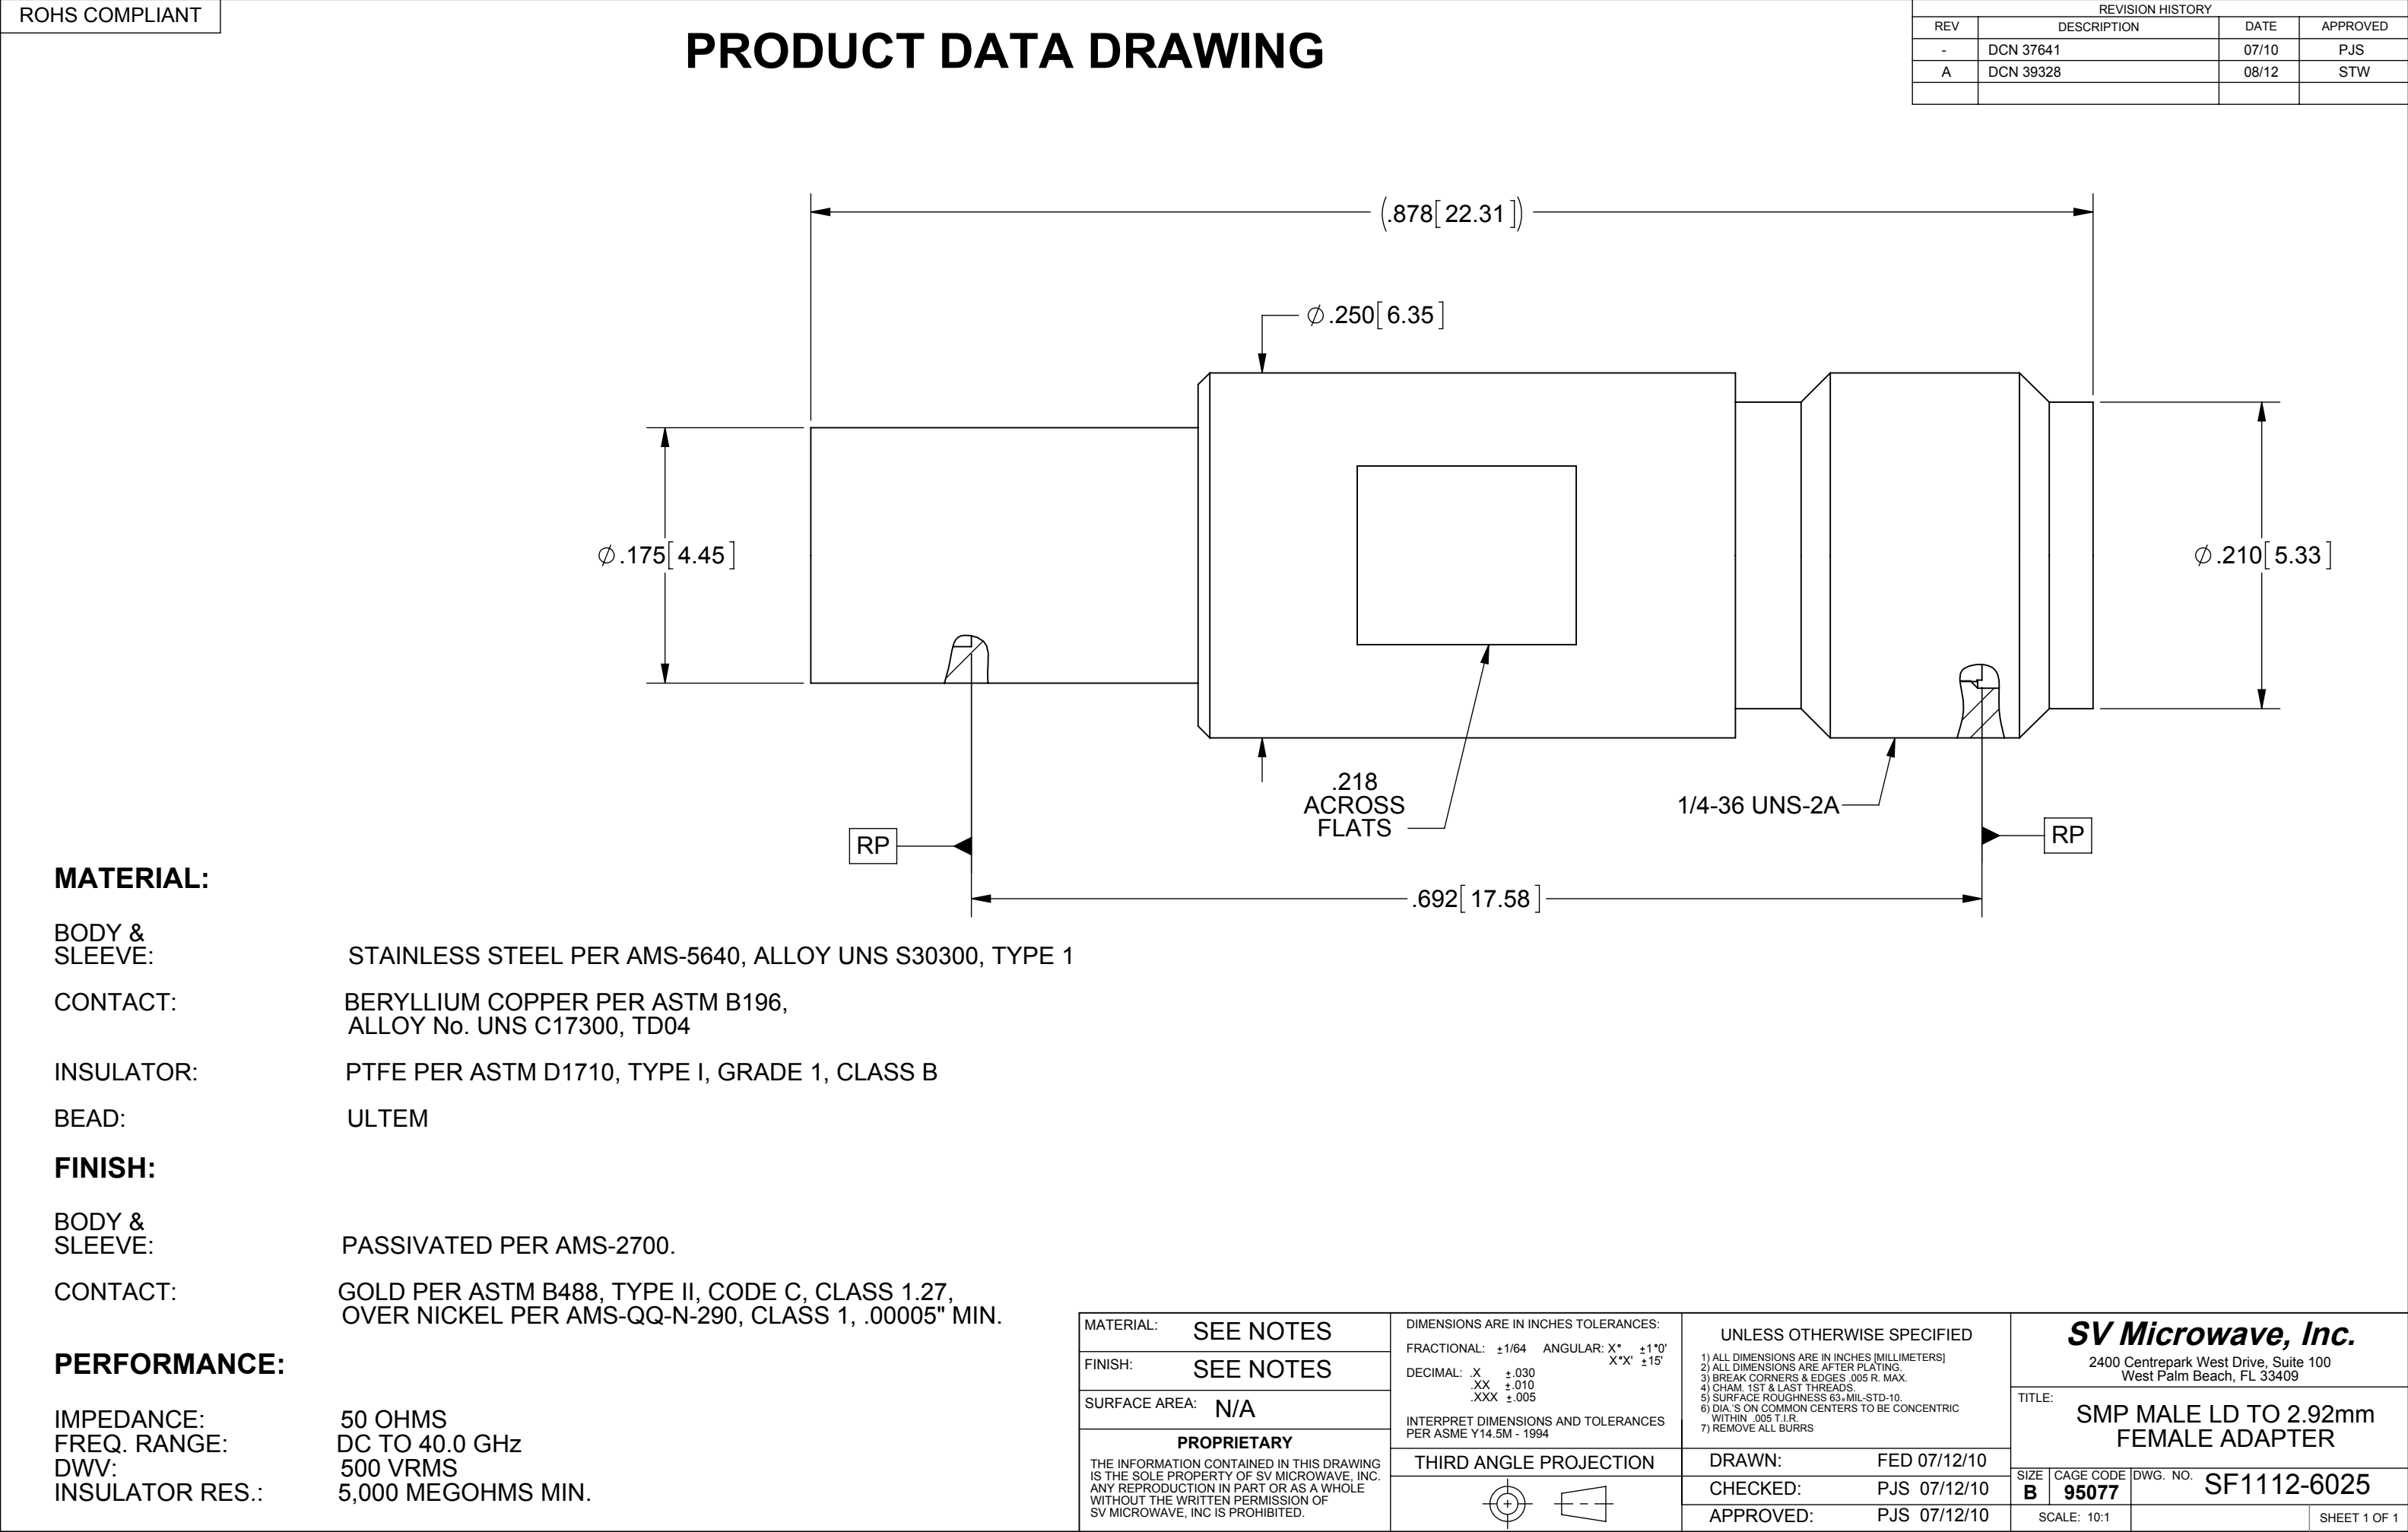 ROHS COMPLIANT
PRODUCT DATA DRAWING
REVISION HISTORY
REV DESCRIPTION DATE APPROVED
- DCN 37641 07/10 PJS
A DCN 39328 08/12 STW
(.878[22.31])
Ø.250[6.35]
Ø.175[4.45]
Ø.210[5.33]
.218
ACROSS
FLATS
1/4-36 UNS-2A
RP
RP
.692[17.58]
MATERIAL:
BODY &
SLEEVE: STAINLESS STEEL PER AMS-5640, ALLOY UNS S30300, TYPE 1
CONTACT: BERYLLIUM COPPER PER ASTM B196,
ALLOY No. UNS C17300, TD04
INSULATOR: PTFE PER ASTM D1710, TYPE I, GRADE 1, CLASS B
BEAD: ULTEM
FINISH:
BODY &
SLEEVE: PASSIVATED PER AMS-2700.
CONTACT: GOLD PER ASTM B488, TYPE II, CODE C, CLASS 1.27,
OVER NICKEL PER AMS-QQ-N-290, CLASS 1, .00005" MIN.
PERFORMANCE:
IMPEDANCE: 50 OHMS
FREQ. RANGE: DC TO 40.0 GHz
DWV: 500 VRMS
INSULATOR RES.: 5,000 MEGOHMS MIN.
MATERIAL: SEE NOTES
FINISH: SEE NOTES
SURFACE AREA: N/A
PROPRIETARY
THE INFORMATION CONTAINED IN THIS DRAWING
IS THE SOLE PROPERTY OF SV MICROWAVE, INC.
ANY REPRODUCTION IN PART OR AS A WHOLE
WITHOUT THE WRITTEN PERMISSION OF
SV MICROWAVE, INC IS PROHIBITED.
DIMENSIONS ARE IN INCHES TOLERANCES:
FRACTIONAL: ±1/64 ANGULAR: X° ±1°0'
X°X' ±15'
DECIMAL: .X ±.030
.XX ±.010
.XXX ±.005
INTERPRET DIMENSIONS AND TOLERANCES
PER ASME Y14.5M - 1994
THIRD ANGLE PROJECTION
UNLESS OTHERWISE SPECIFIED
1) ALL DIMENSIONS ARE IN INCHES [MILLIMETERS]
2) ALL DIMENSIONS ARE AFTER PLATING.
3) BREAK CORNERS & EDGES .005 R. MAX.
4) CHAM. 1ST & LAST THREADS.
5) SURFACE ROUGHNESS 63 MIL-STD-10.
6) DIA.'S ON COMMON CENTERS TO BE CONCENTRIC
WITHIN .005 T.I.R.
7) REMOVE ALL BURRS
DRAWN: FED 07/12/10
CHECKED: PJS 07/12/10
APPROVED: PJS 07/12/10
SV Microwave, Inc.
2400 Centrepark West Drive, Suite 100
West Palm Beach, FL 33409
TITLE:
SMP MALE LD TO 2.92mm
FEMALE ADAPTER
SIZE CAGE CODE DWG. NO.
B 95077 SF1112-6025
SCALE: 10:1 SHEET 1 OF 1